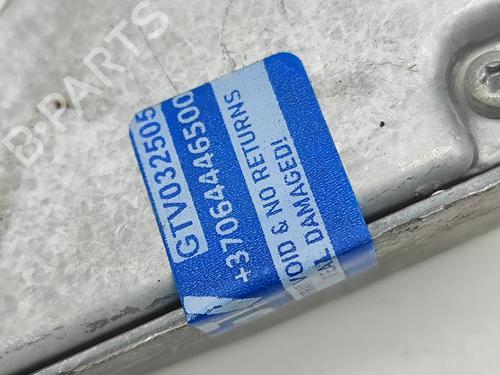 B-PARTS
GTV032505
+37064446500
VOID & NO RETURNS
DAMAGED!